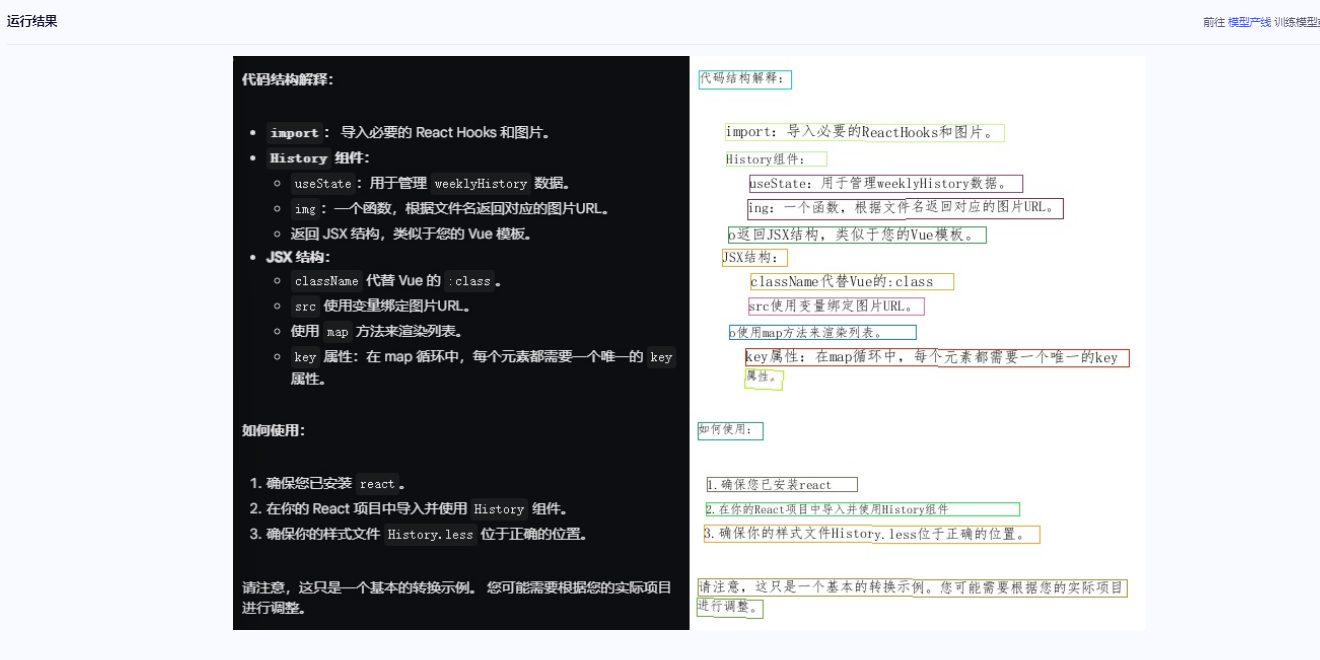 运行结果
前往 模型产线 训练模型
代码结构解释：
• import： 导入必要的 React Hooks 和图片。
• History 组件：
○ useState：用于管理 weeklyHistory 数据。
○ img：一个函数，根据文件名返回对应的图片URL。
○ 返回 JSX 结构，类似于您的 Vue 模板。
• JSX 结构：
○ className 代替 Vue 的 :class。
○ src 使用变量绑定图片URL。
○ 使用 map 方法来渲染列表。
○ key 属性：在 map 循环中，每个元素都需要一个唯一的 key
属性。
如何使用：
1. 确保您已安装 react。
2. 在你的 React 项目中导入并使用 History 组件。
3. 确保你的样式文件 History.less 位于正确的位置。
请注意，这只是一个基本的转换示例。 您可能需要根据您的实际项目
进行调整。
代码结构解释：
import：导入必要的ReactHooks和图片。
History组件：
useState：用于管理weeklyHistory数据。
ing：一个函数，根据文件名返回对应的图片URL。
o返回JSX结构，类似于您的Vue模板。
JSX结构：
className代替Vue的:class
src使用变量绑定图片URL。
o使用map方法来渲染列表。
key属性：在map循环中，每个元素都需要一个唯一的key
属性。
如何使用：
1.确保您已安装react
2.在你的React项目中导入并使用History组件
3.确保你的样式文件History.less位于正确的位置。
请注意，这只是一个基本的转换示例。您可能需要根据您的实际项目
进行调整。